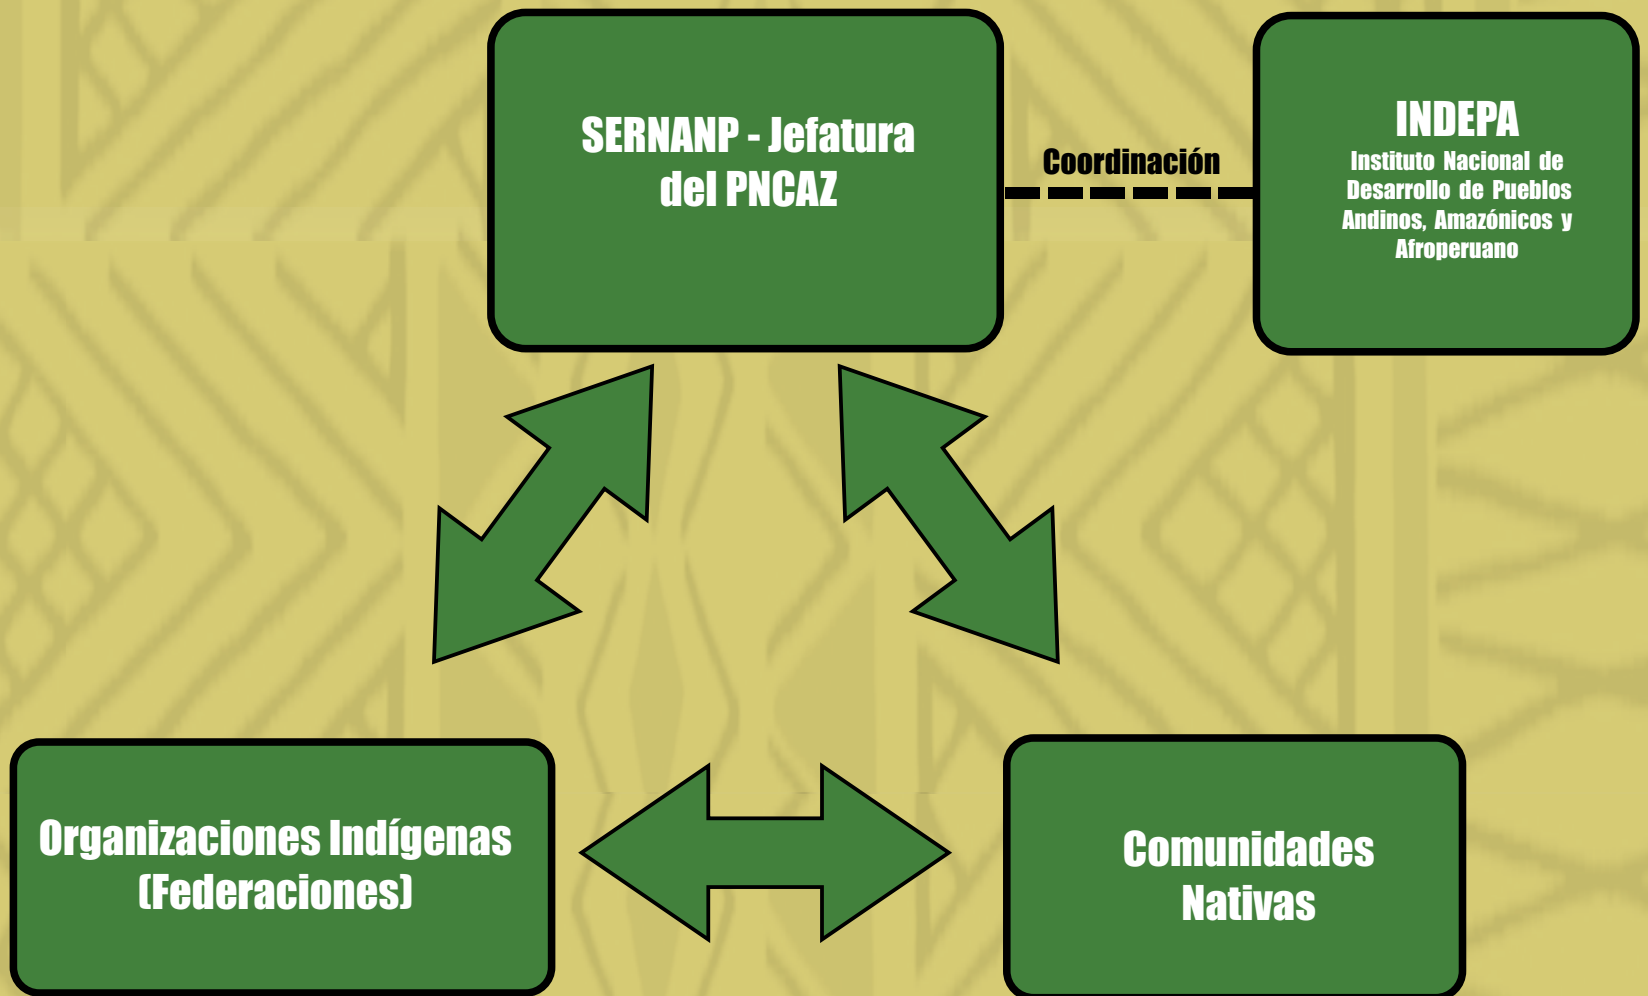 SERNANP - Jefatura
del PNCAZ
Coordinación
INDEPA
Instituto Nacional de
Desarrollo de Pueblos
Andinos, Amazónicos y
Afroperuano
Organizaciones Indígenas
(Federaciones)
Comunidades
Nativas